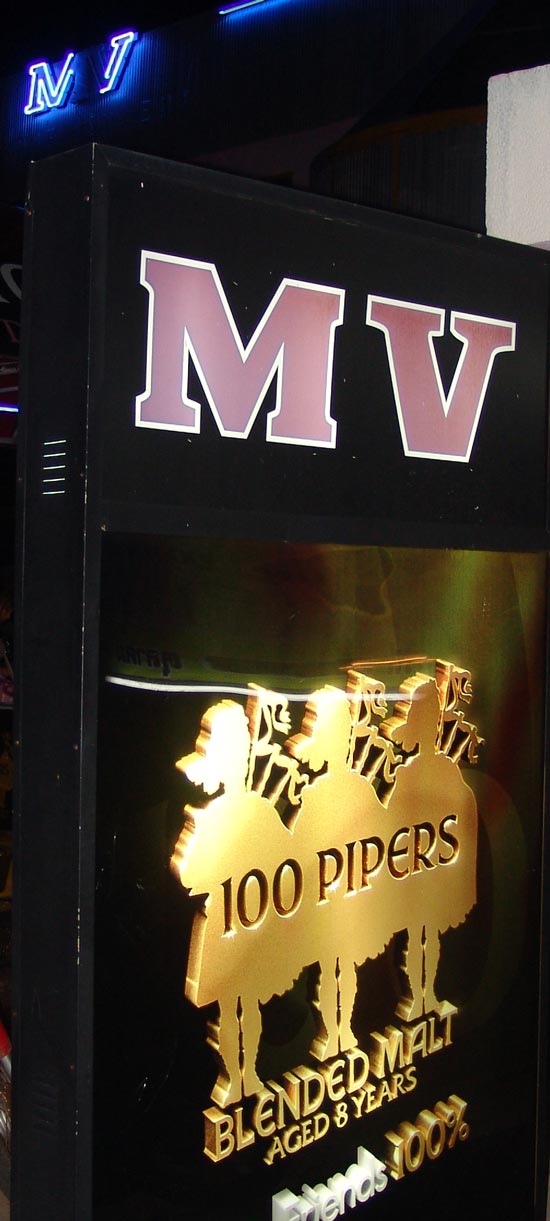 MV
MV
100 PIPERS
BLENDED MALT
AGED 8 YEARS
Friends 100%